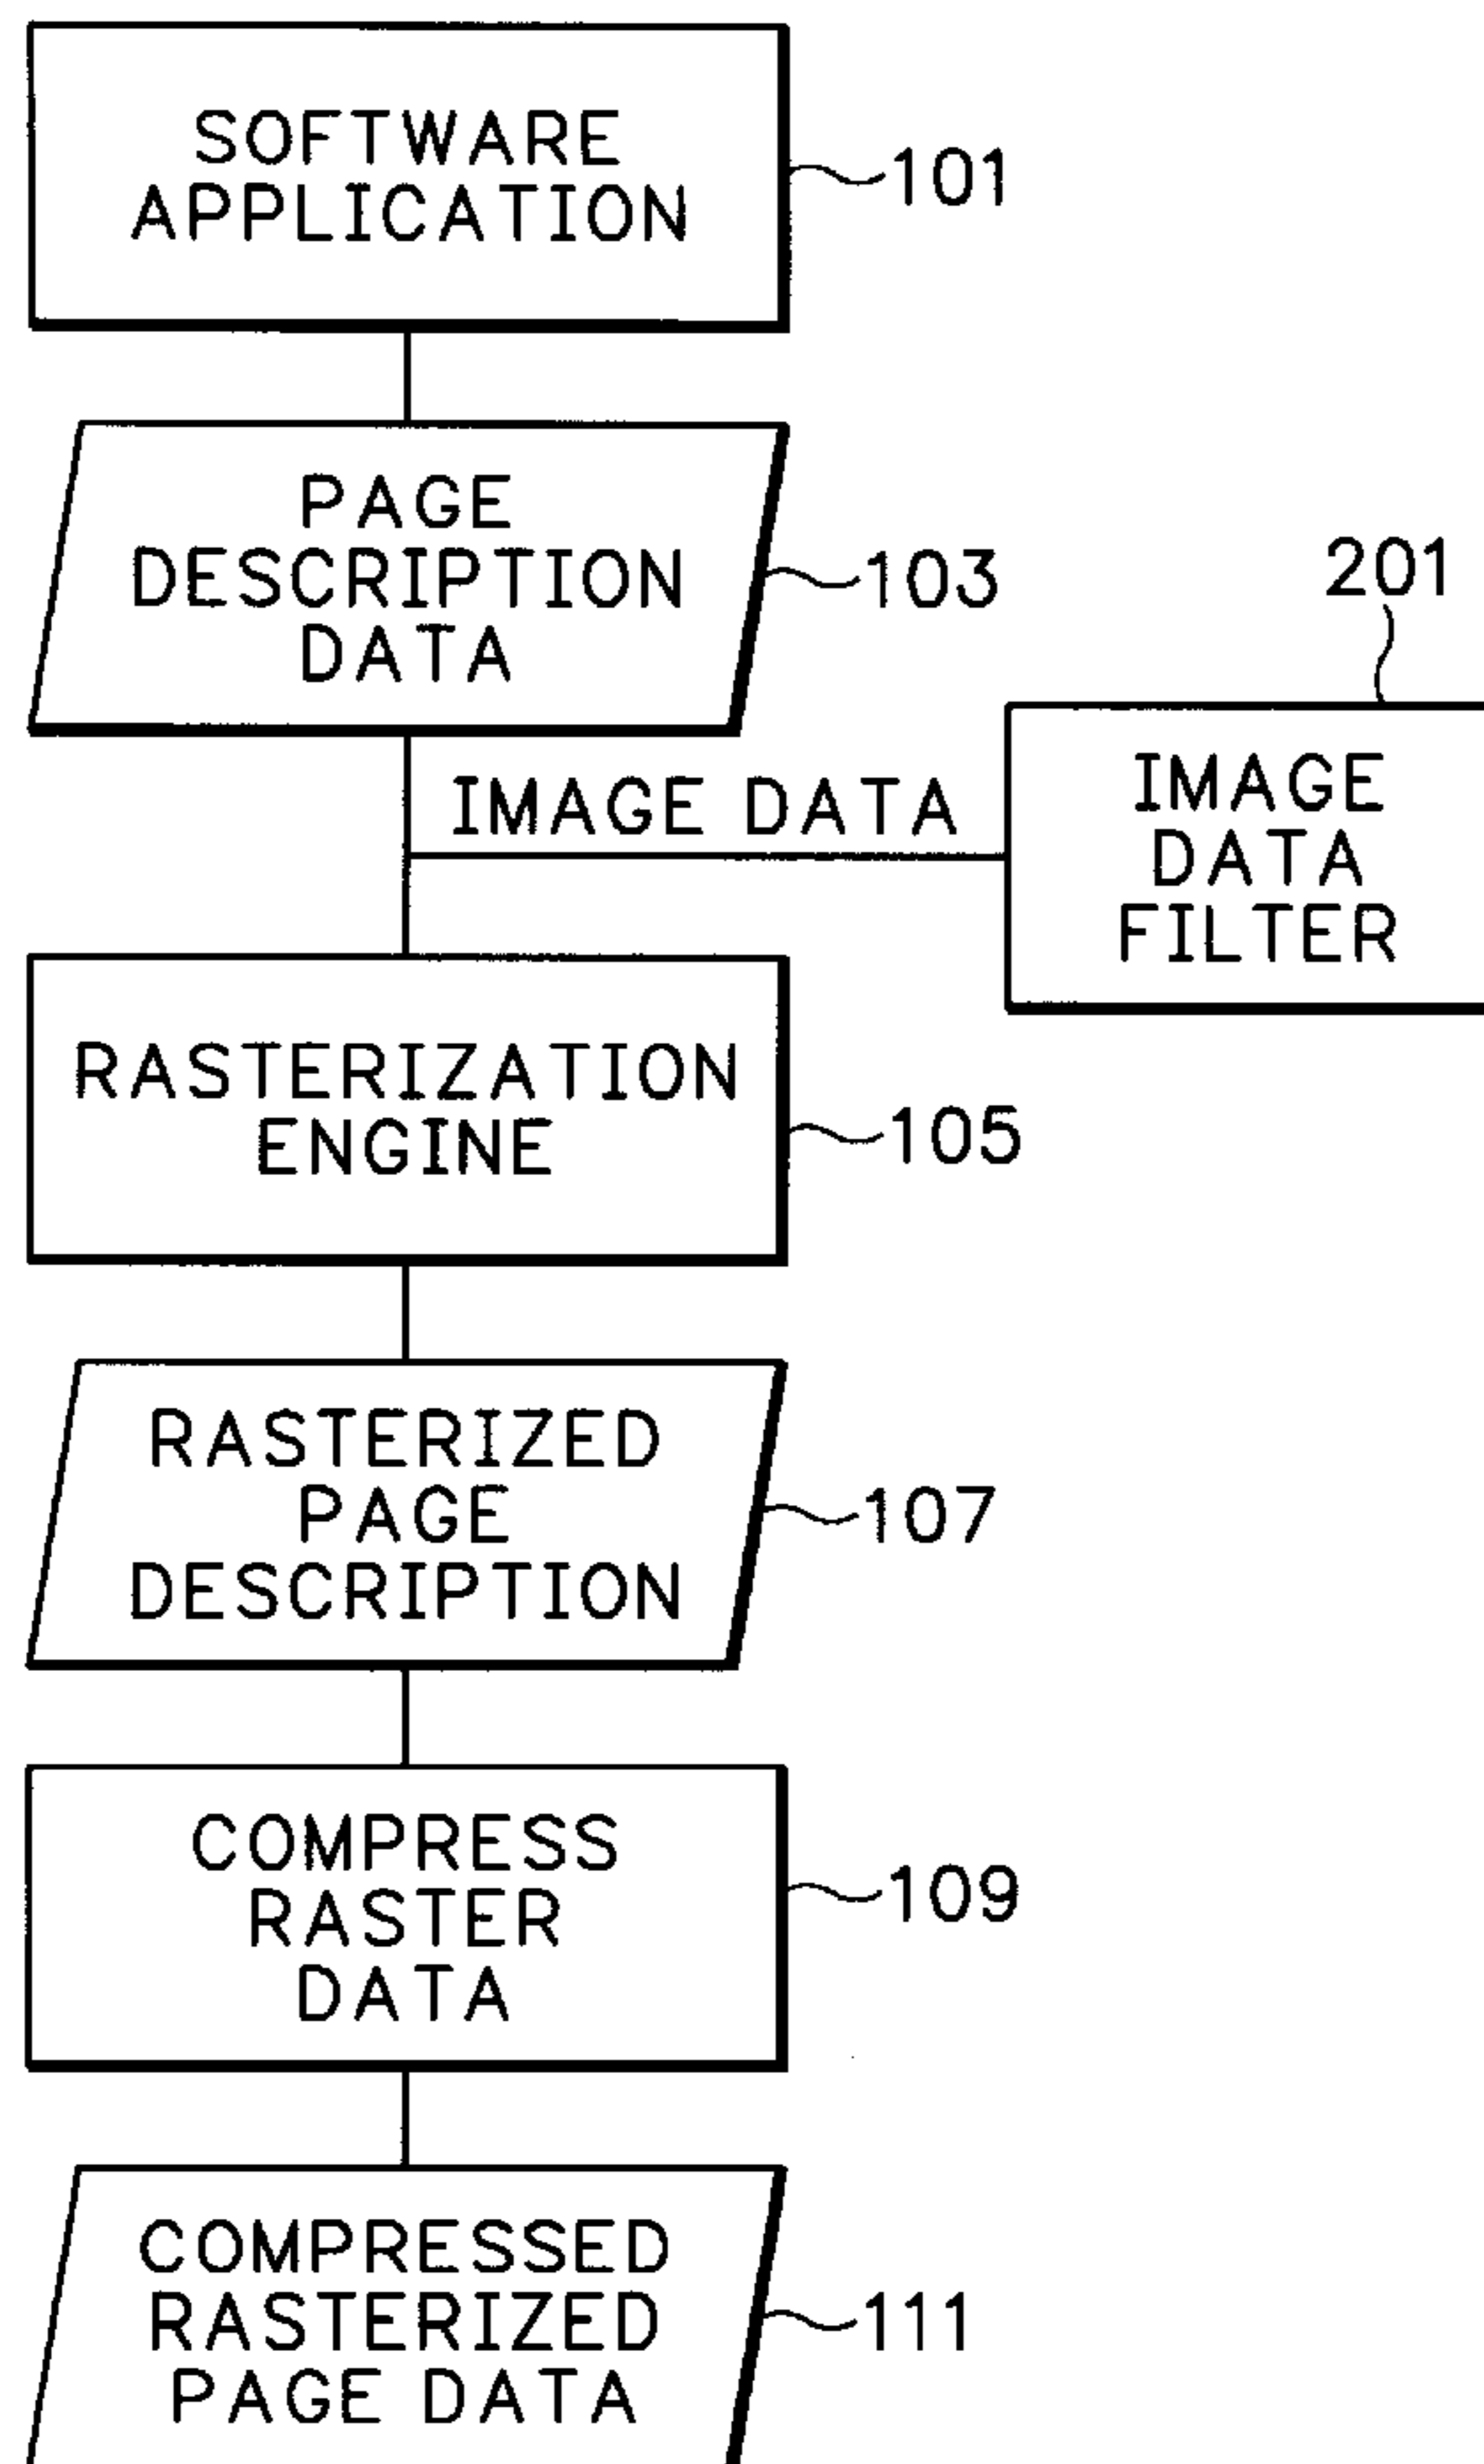 SOFTWARE
APPLICATION
101
PAGE
DESCRIPTION
DATA
103
201
IMAGE DATA
IMAGE
DATA
FILTER
RASTERIZATION
ENGINE
105
RASTERIZED
PAGE
DESCRIPTION
107
COMPRESS
RASTER
DATA
109
COMPRESSED
RASTERIZED
PAGE DATA
111